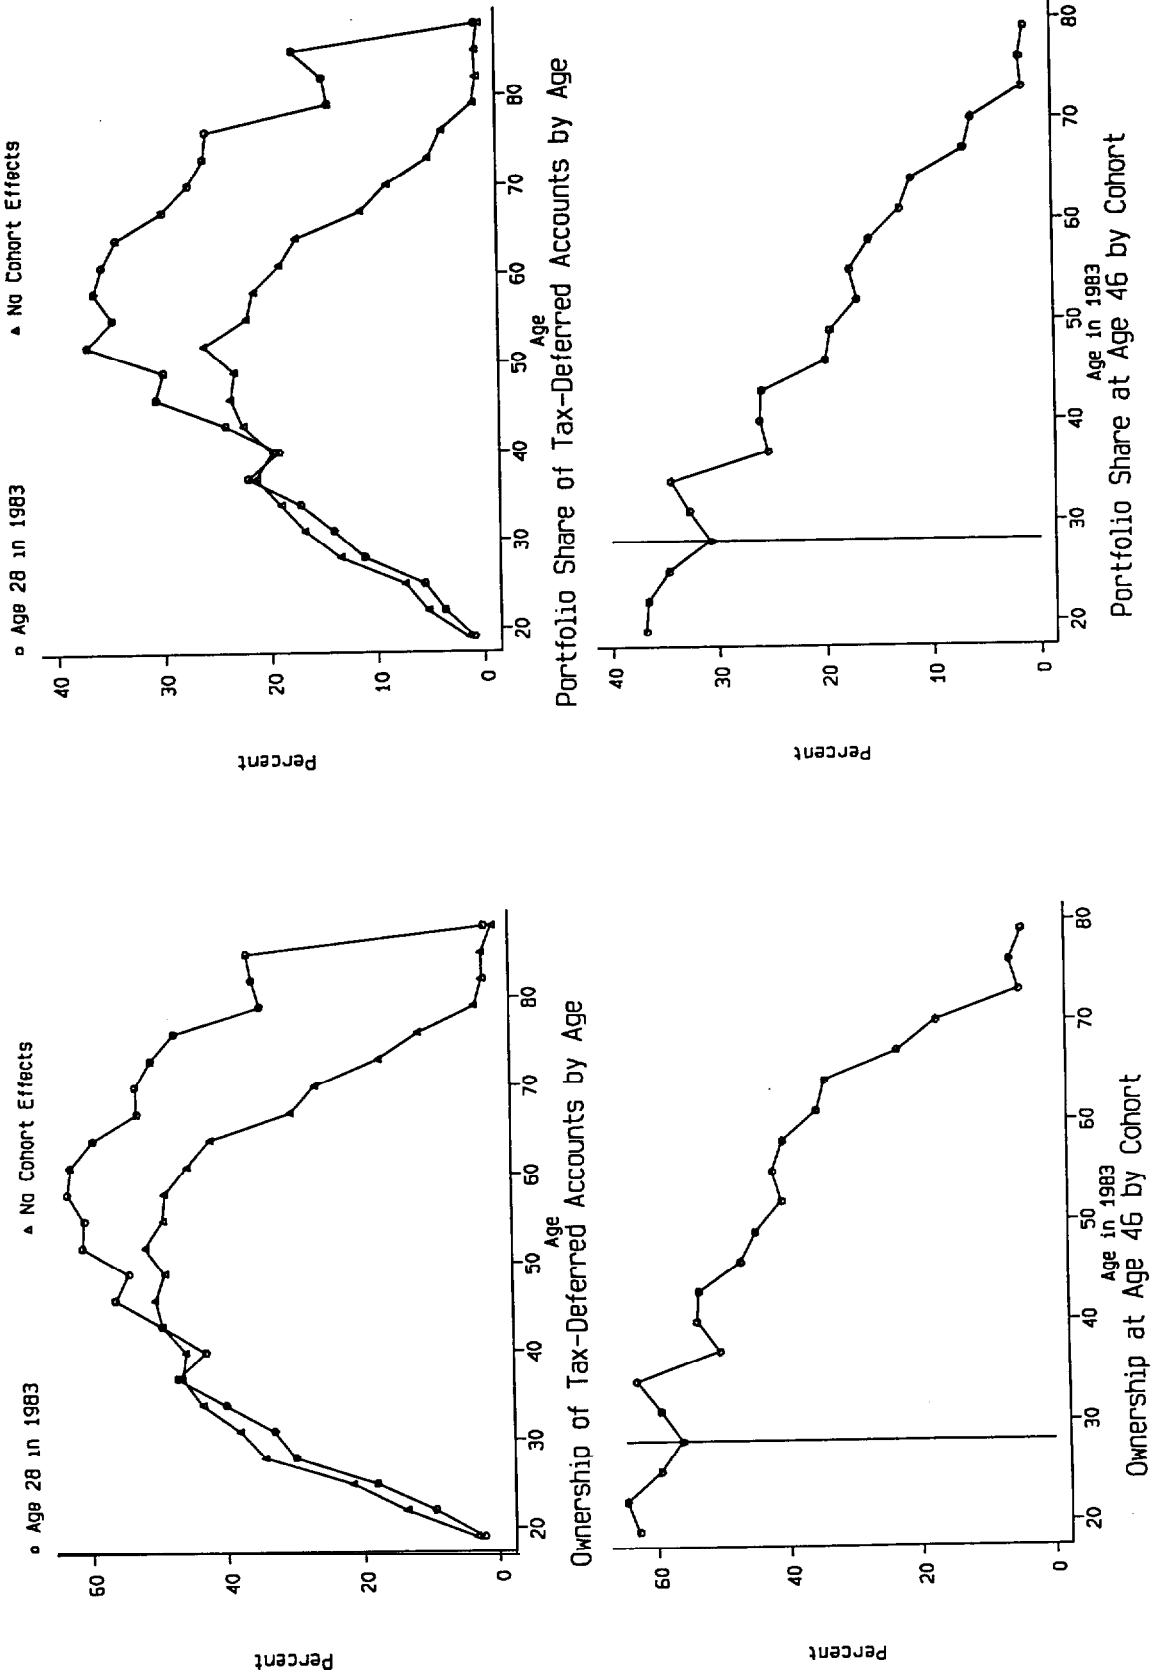 o Age 28 in 1983
▲ No Cohort Effects
Percent
60
40
20
0
20
30
40
50
60
70
80
Age
Ownership of Tax-Deferred Accounts by Age
o Age 28 in 1983
▲ No Cohort Effects
Percent
40
30
20
10
0
20
30
40
50
60
70
80
Age
Portfolio Share of Tax-Deferred Accounts by Age
Percent
60
40
20
20
30
40
50
60
70
80
Age in 1983
Ownership at Age 46 by Cohort
Percent
40
30
20
10
0
20
30
40
50
60
70
80
Age in 1983
Portfolio Share at Age 46 by Cohort